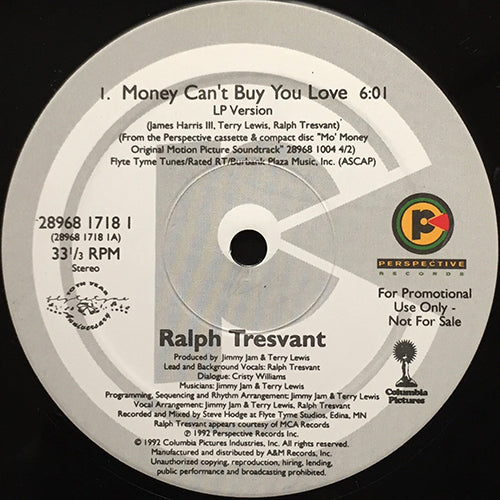 1. Money Can't Buy You Love 6:01
LP Version
(James Harris III, Terry Lewis, Ralph Tresvant)
(From the Perspective cassette & compact disc "Mo' Money
Original Motion Picture Soundtrack" 28968 1004 4/2)
Flyte Tyme Tunes/Rated RT/Burbank Plaza Music, Inc. (ASCAP)
28968 1718 1
(28968 1718 1A)
33 1/3 RPM
Stereo
10TH YEAR
ANNIVERSARY
PERSPECTIVE
RECORDS
For Promotional
Use Only -
Not For Sale
Columbia
Pictures
Ralph Tresvant
Produced by Jimmy Jam & Terry Lewis
Lead and Background Vocals: Ralph Tresvant
Dialogue: Cristy Williams
Musicians: Jimmy Jam & Terry Lewis
Programming, Sequencing and Rhythm Arrangement: Jimmy Jam & Terry Lewis
Vocal Arrangement: Jimmy Jam & Terry Lewis, Ralph Tresvant
Recorded and Mixed by Steve Hodge at Flyte Tyme Studios, Edina, MN
Ralph Tresvant appears courtesy of MCA Records
℗ 1992 Perspective Records Inc.
© 1992 Columbia Pictures Industries, Inc. All rights reserved.
Manufactured and distributed by A&M Records, Inc.
Unauthorized copying, reproduction, hiring, lending,
public performance and broadcasting prohibited.